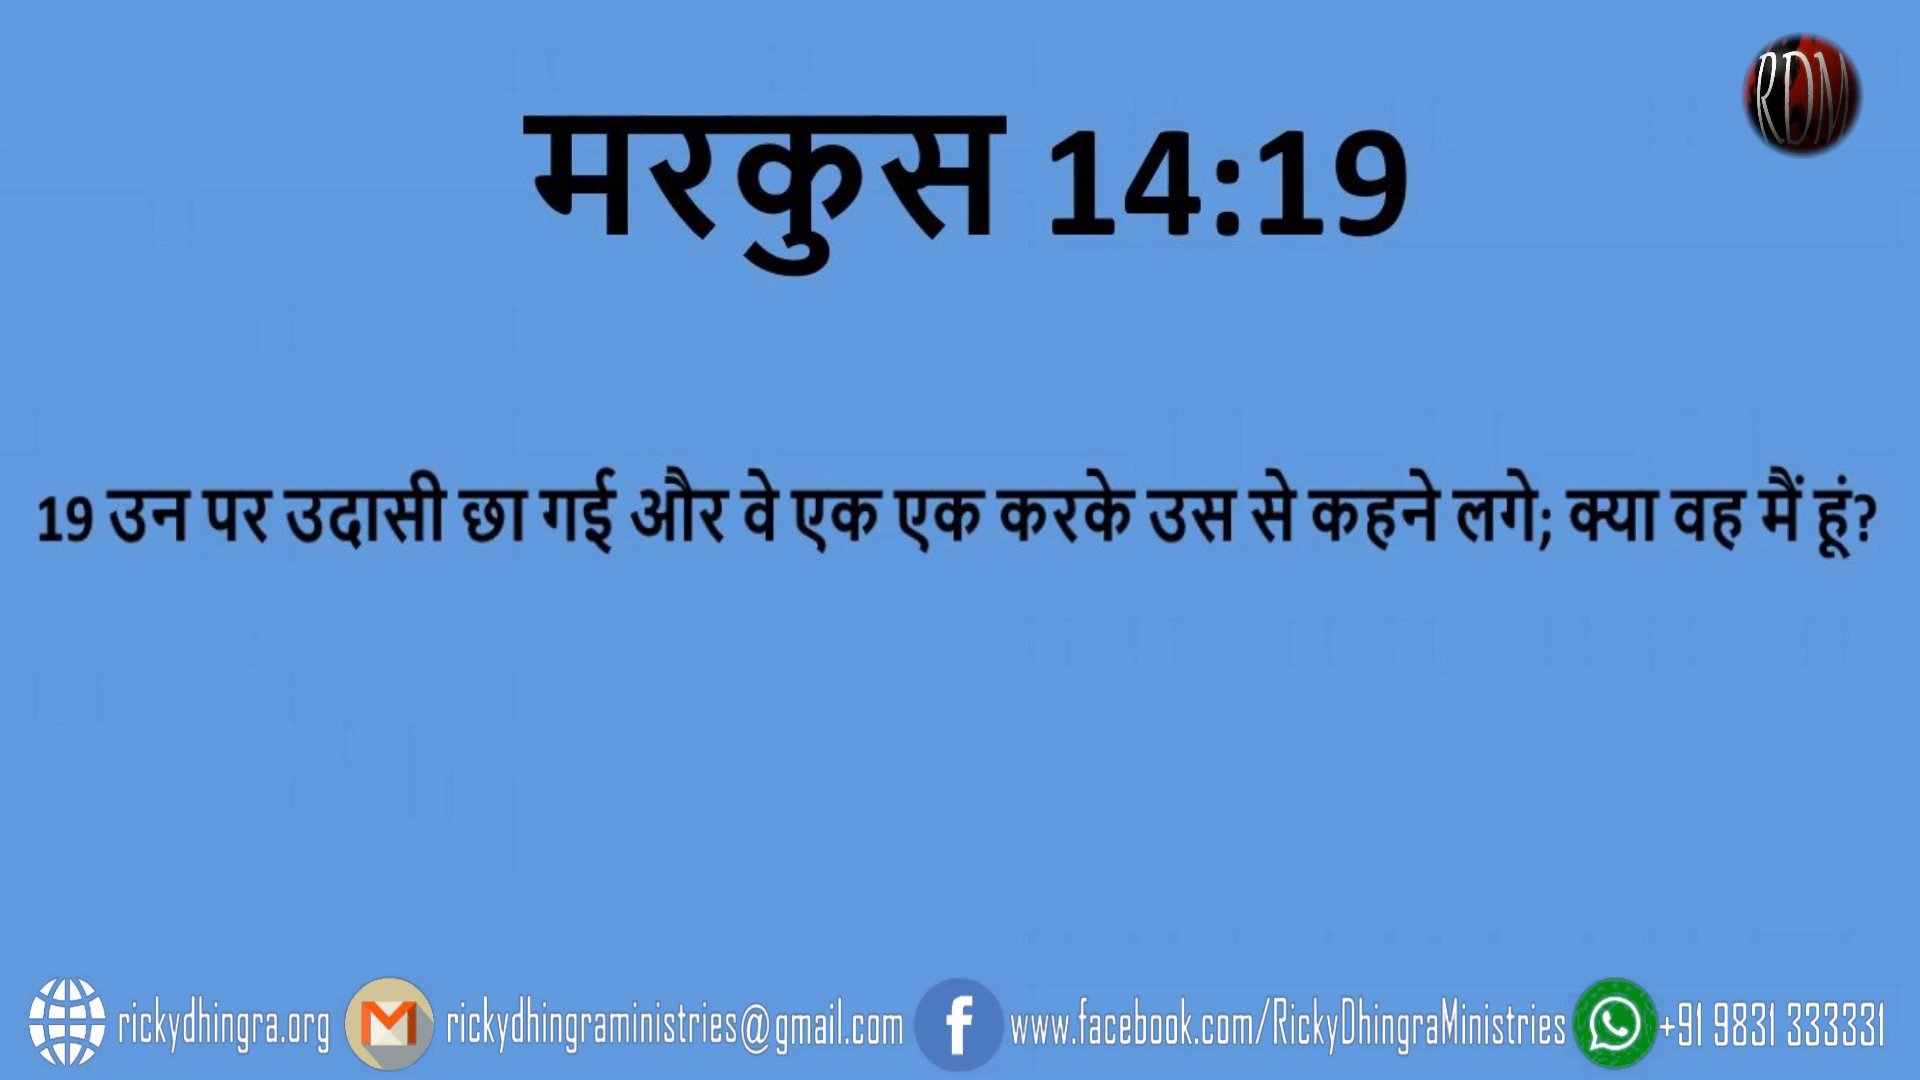 RDM
मरकुस 14:19
19 उन पर उदासी छा गई और वे एक एक करके उस से कहने लगे; क्या वह मैं हूं?
rickydhingra.org rickydhingraministries@gmail.com www.facebook.com/RickyDhingraMinistries +91 9831 333331